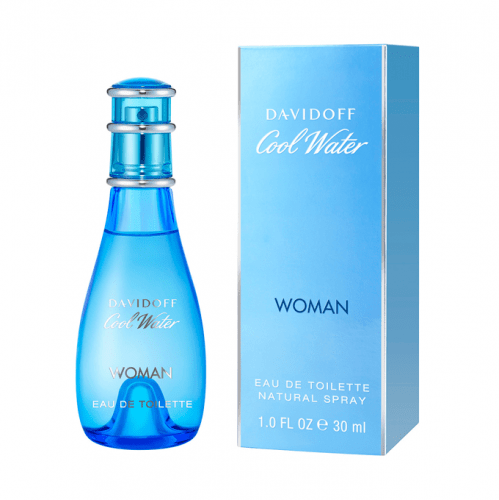 DAVIDOFF
Cool Water
WOMAN
EAU DE TOILETTE
DAVIDOFF
Cool Water
WOMAN
EAU DE TOILETTE
NATURAL SPRAY
1.0 FL OZ ℮ 30 ml